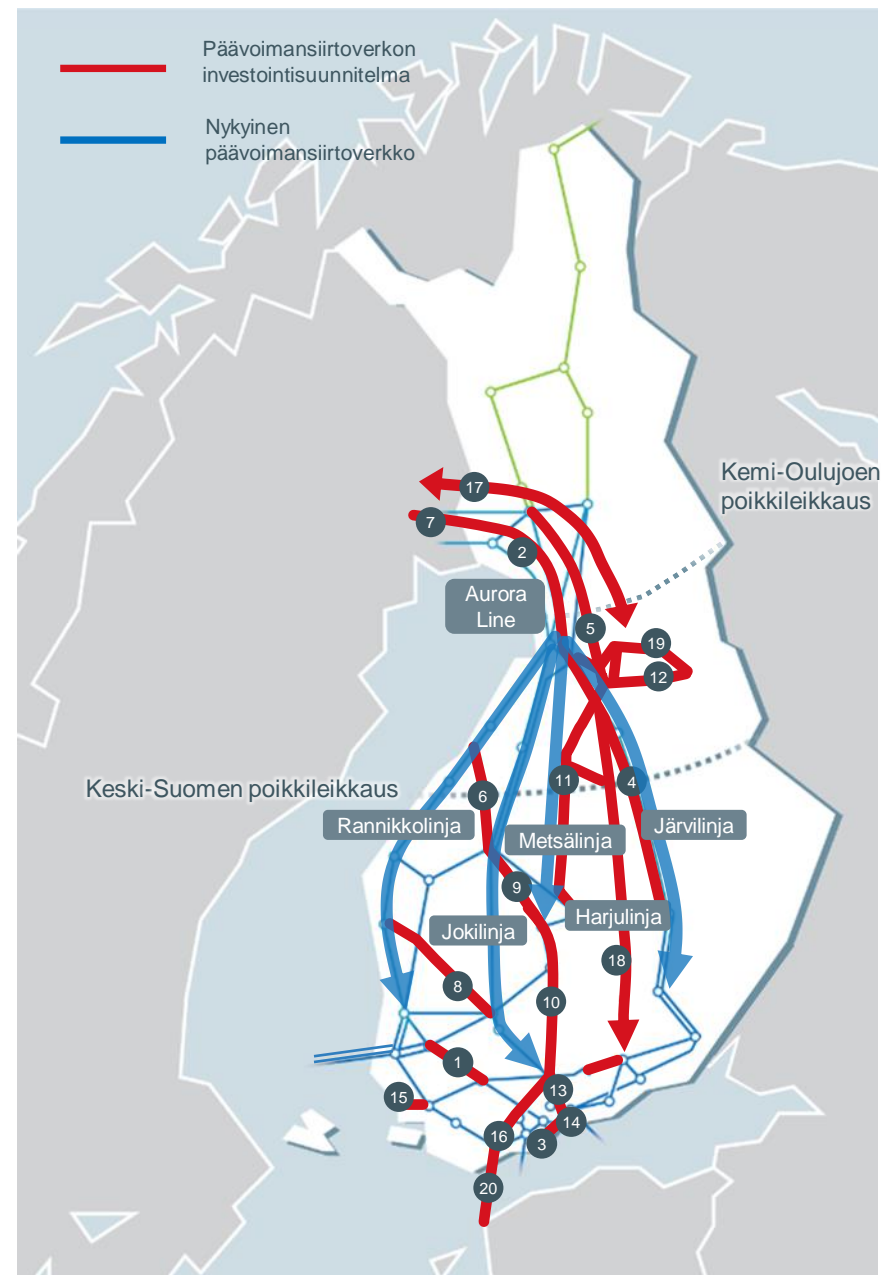 Päävoimansiirtoverkon
investointisuunnitelma
Nykyinen
päävoimansiirtoverkko
Kemi-Oulujoen
poikkileikkaus
17
7
2
Aurora
Line
5
19
12
Keski-Suomen poikkileikkaus
11
4
6
Rannikkolinja
Metsälinja
Järvilinja
9
Harjulinja
Jokilinja
18
8
10
1
13
15
14
16
3
20